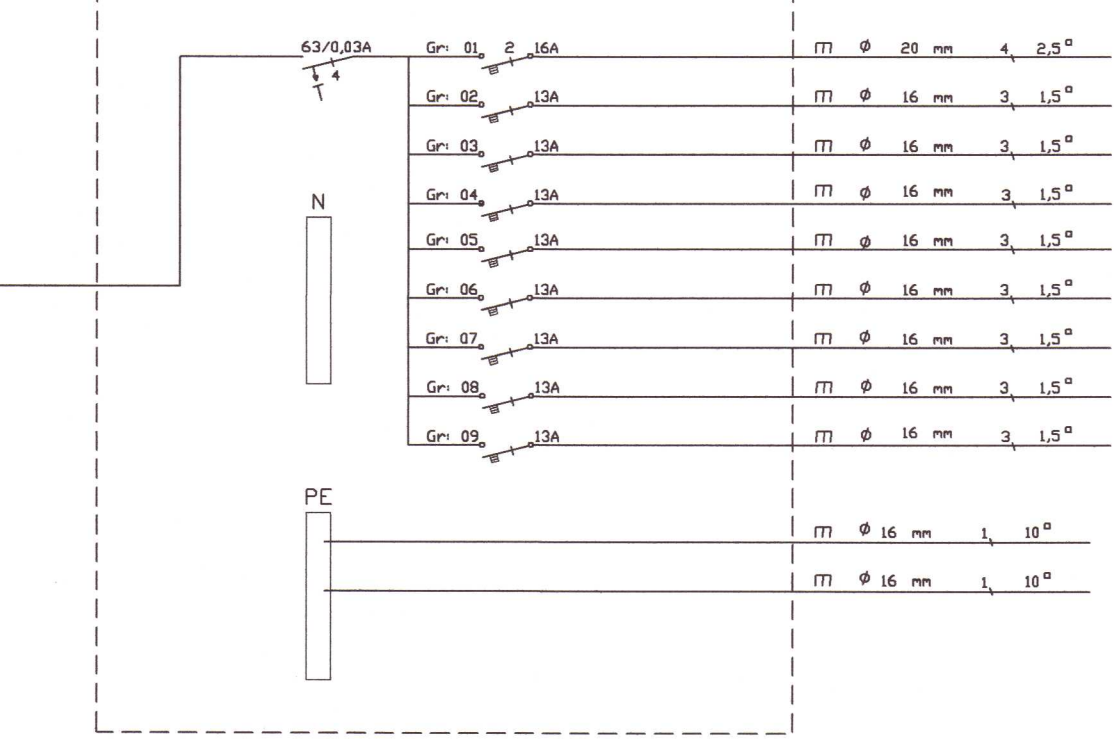 63/0,03A Gr: 01 2 16A m ϕ 20 mm 4 2,5□
4
Gr: 02 13A m ϕ 16 mm 3 1,5□
Gr: 03 13A m ϕ 16 mm 3 1,5□
N Gr: 04 13A m ϕ 16 mm 3 1,5□
Gr: 05 13A m ϕ 16 mm 3 1,5□
Gr: 06 13A m ϕ 16 mm 3 1,5□
Gr: 07 13A m ϕ 16 mm 3 1,5□
Gr: 08 13A m ϕ 16 mm 3 1,5□
Gr: 09 13A m ϕ 16 mm 3 1,5□
PE
m ϕ 16 mm 1 10□
m ϕ 16 mm 1 10□